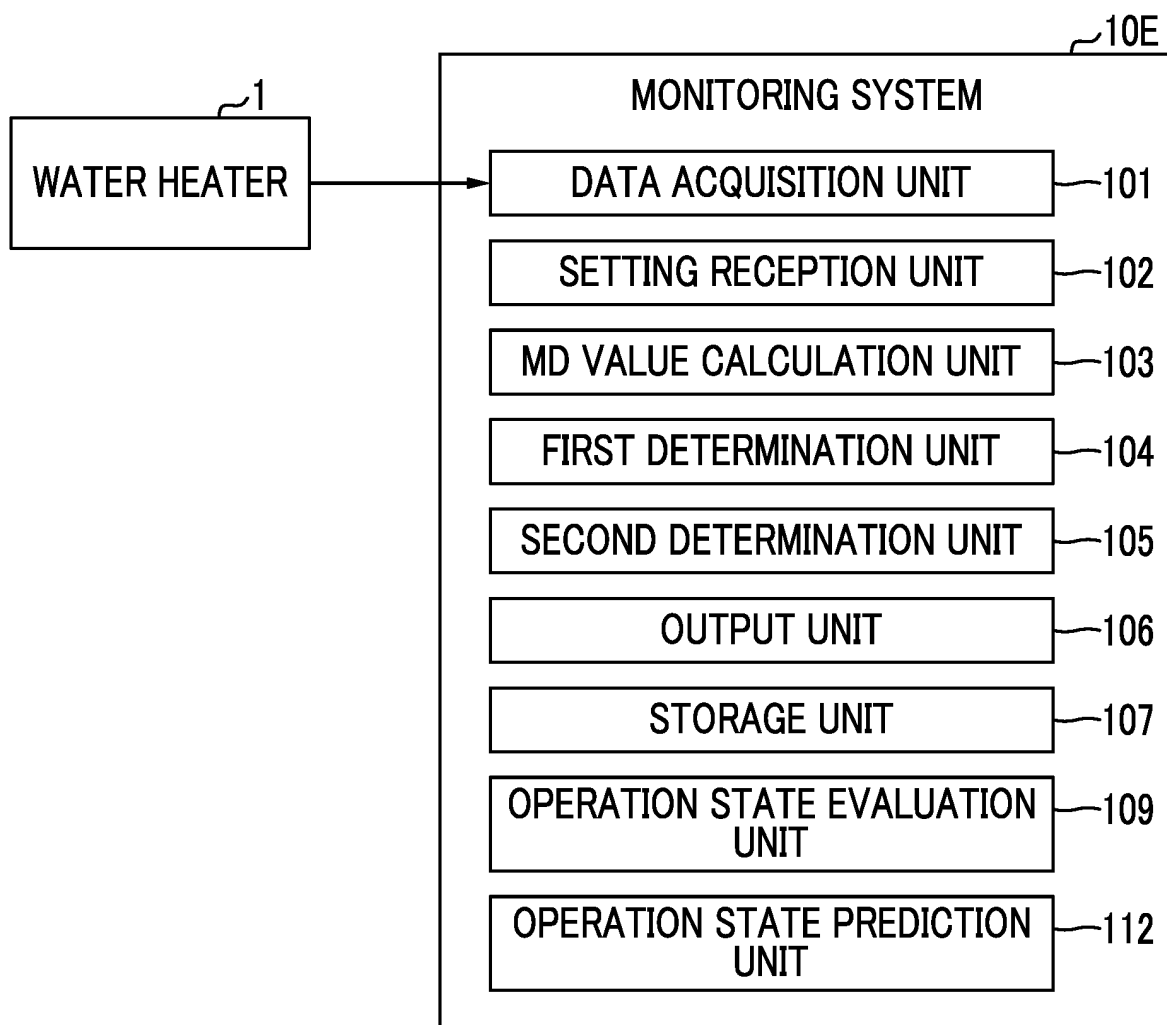 10E
MONITORING SYSTEM
1
WATER HEATER
DATA ACQUISITION UNIT
101
SETTING RECEPTION UNIT
102
MD VALUE CALCULATION UNIT
103
FIRST DETERMINATION UNIT
104
SECOND DETERMINATION UNIT
105
OUTPUT UNIT
106
STORAGE UNIT
107
OPERATION STATE EVALUATION
UNIT
109
OPERATION STATE PREDICTION
UNIT
112